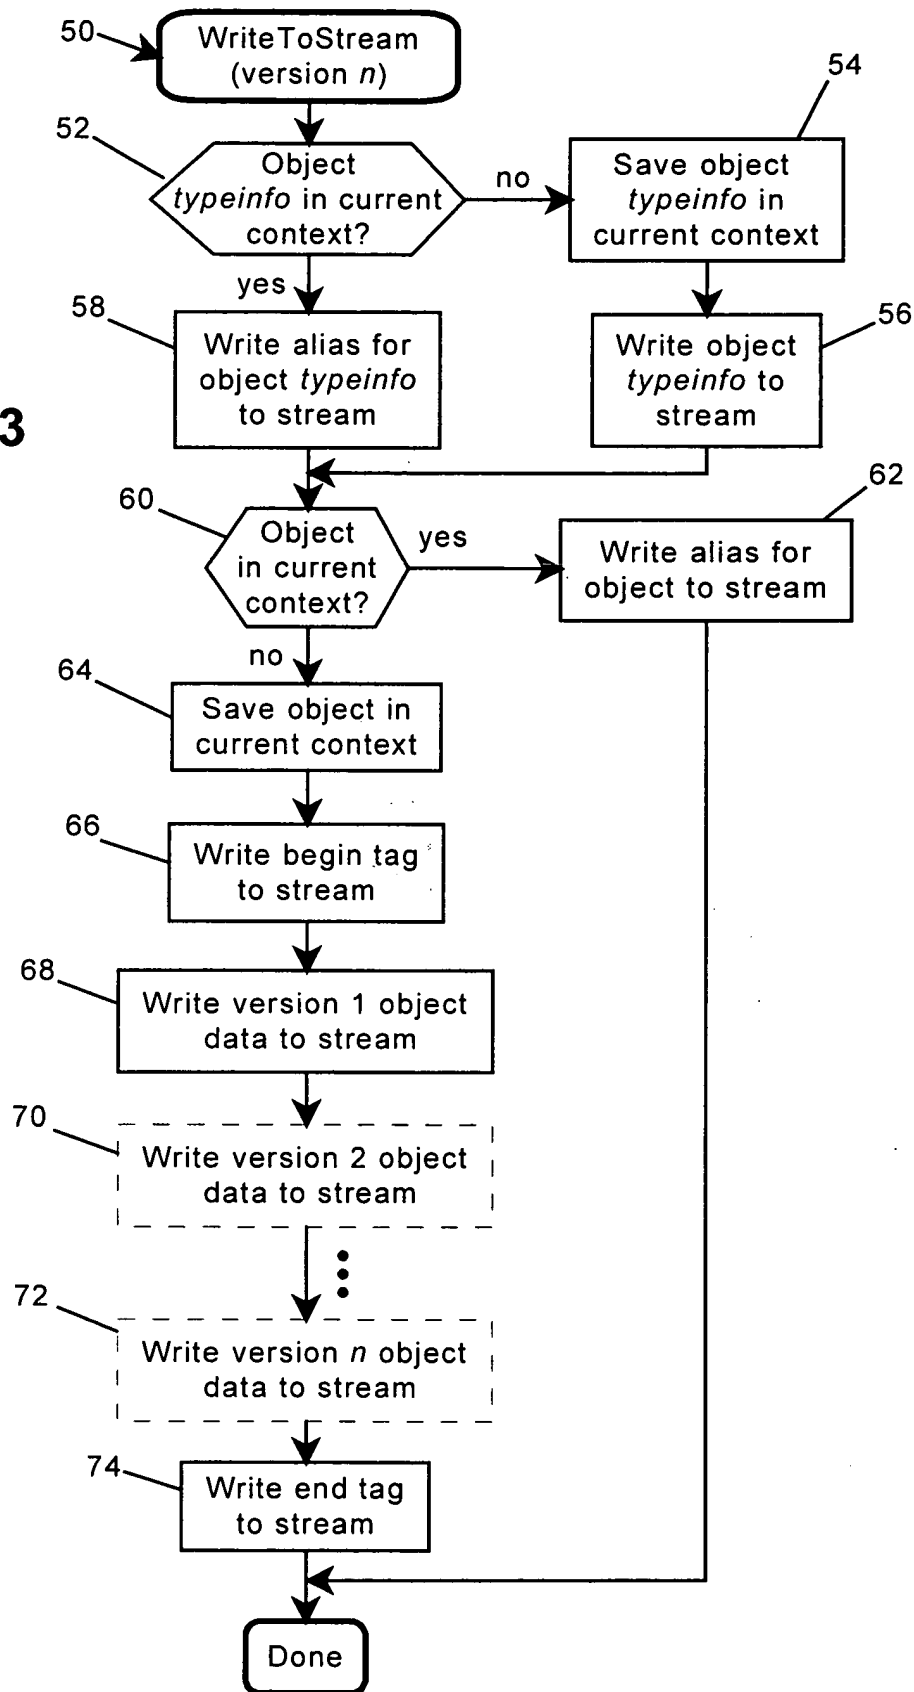 50
WriteToStream
(version n)
54
52
Object
typeinfo in current
context?
no
Save object
typeinfo in
current context
yes
58
56
Write alias for
object typeinfo
to stream
Write object
typeinfo to
stream
3
62
60
Object
in current
context?
yes
Write alias for
object to stream
no
64
Save object in
current context
66
Write begin tag
to stream
68
Write version 1 object
data to stream
70
Write version 2 object
data to stream
72
Write version n object
data to stream
74
Write end tag
to stream
Done